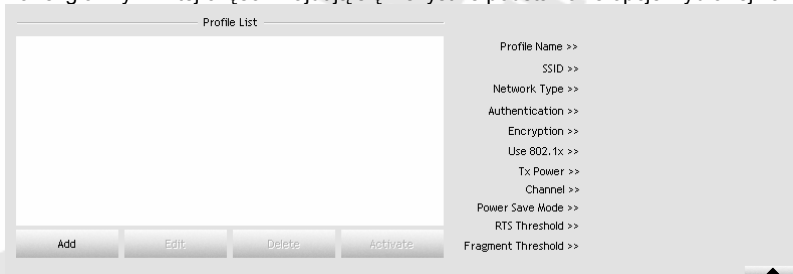 Profile List
Profile Name >>
SSID >>
Network Type >>
Authentication >>
Encryption >>
Use 802.1x >>
Tx Power >>
Channel >>
Power Save Mode >>
RTS Threshold >>
Fragment Threshold >>
Add Edit Delete Activate